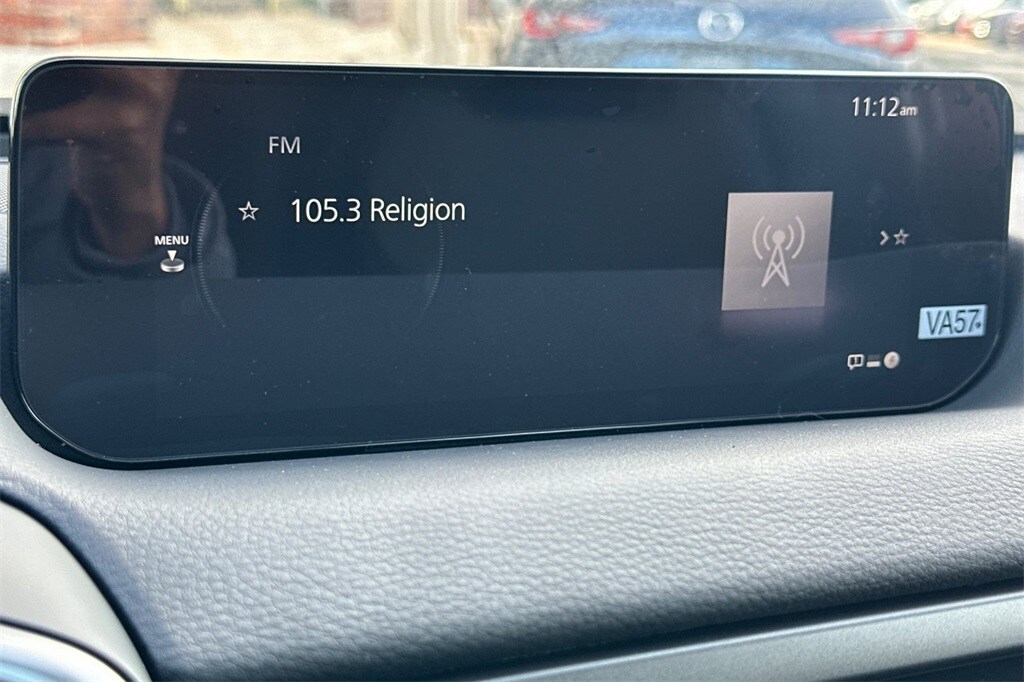 11:12am
FM
105.3 Religion
MENU
VA57